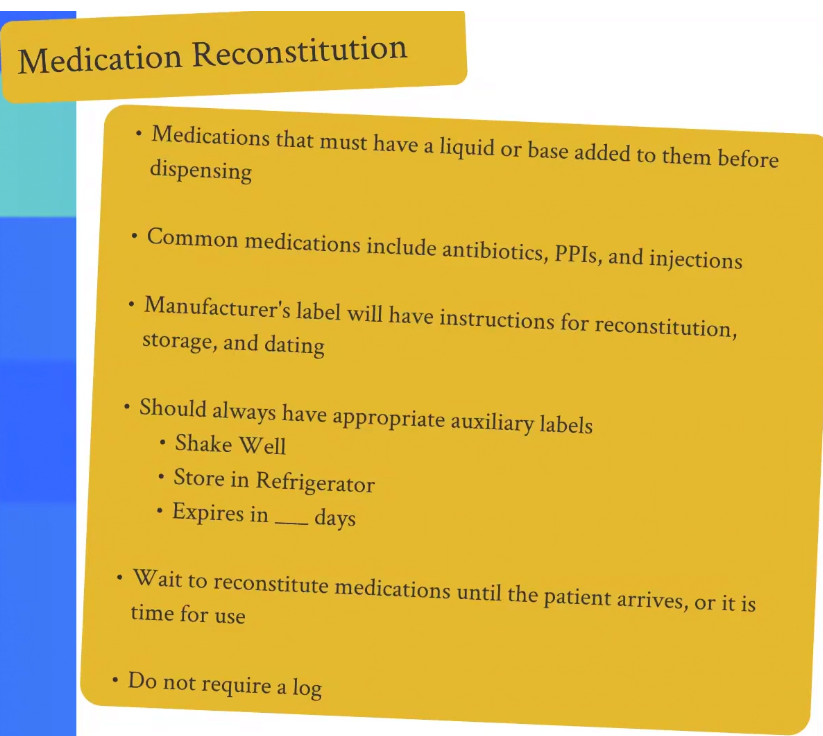 Medication Reconstitution
• Medications that must have a liquid or base added to them before
dispensing
• Common medications include antibiotics, PPIs, and injections
• Manufacturer's label will have instructions for reconstitution,
storage, and dating
• Should always have appropriate auxiliary labels
• Shake Well
• Store in Refrigerator
• Expires in ___ days
• Wait to reconstitute medications until the patient arrives, or it is
time for use
• Do not require a log